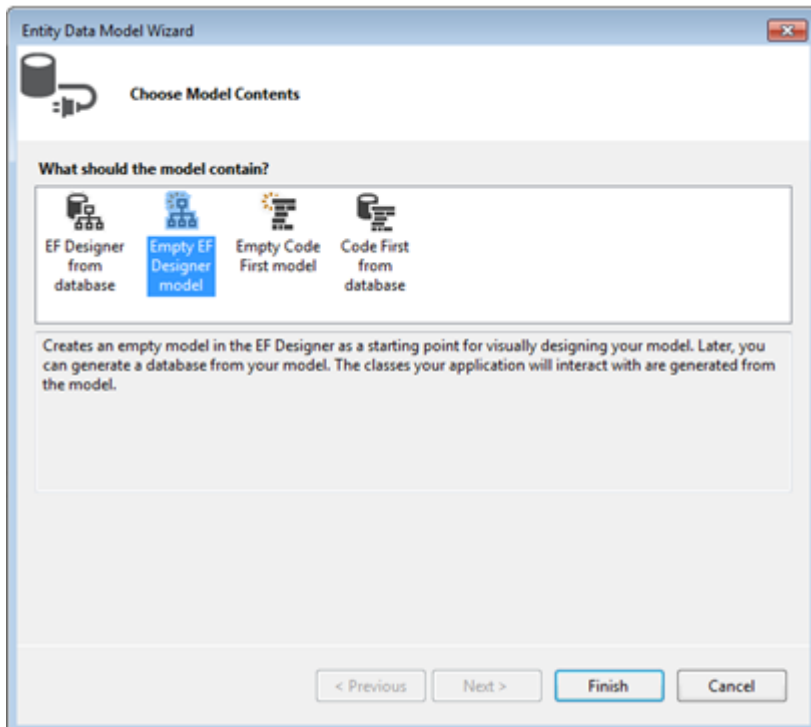 Entity Data Model Wizard
Choose Model Contents
What should the model contain?
EF Designer
from
database
Empty EF
Designer
model
Empty Code
First model
Code First
from
database
Creates an empty model in the EF Designer as a starting point for visually designing your model. Later, you
can generate a database from your model. The classes your application will interact with are generated from
the model.
< Previous
Next >
Finish
Cancel